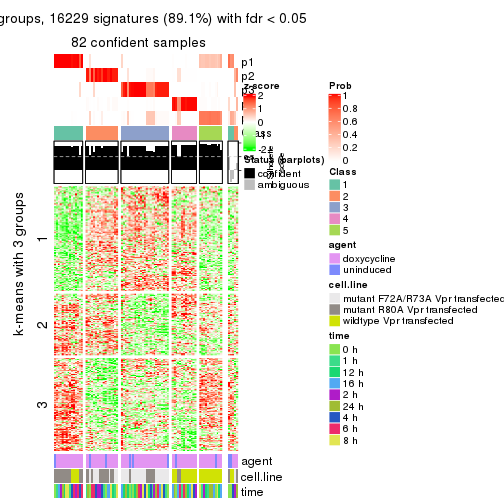 groups, 16229 signatures (89.1%) with fdr < 0.05
82 confident samples
p1
p2
p3
z-score
2
1
0
-1
-2
Status (barplots)
confident
ambiguous
1
2
3
k-means with 3 groups
agent
cell.line
time
Prob
1
0.8
0.6
0.4
0.2
0
Class
1
2
3
4
5
agent
doxycycline
uninduced
cell.line
mutant F72A/R73A Vpr transfected
mutant R80A Vpr transfected
wildtype Vpr transfected
time
0 h
1 h
12 h
16 h
2 h
24 h
4 h
6 h
8 h